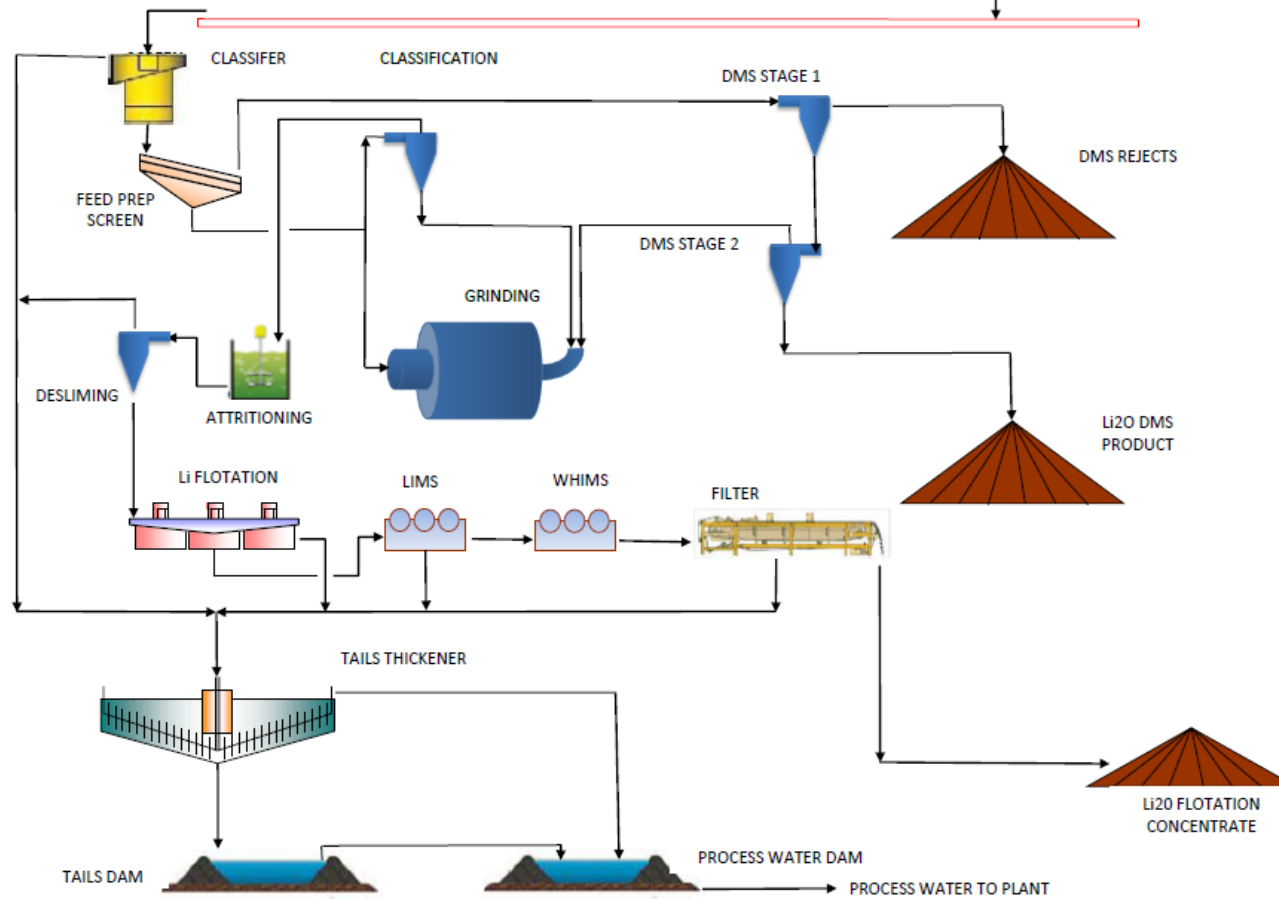 CLASSIFER
CLASSIFICATION
DMS STAGE 1
DMS REJECTS
FEED PREP
SCREEN
DMS STAGE 2
GRINDING
DESLIMING
ATTRITIONING
Li2O DMS
PRODUCT
Li FLOTATION
LIMS
WHIMS
FILTER
TAILS THICKENER
Li20 FLOTATION
CONCENTRATE
TAILS DAM
PROCESS WATER DAM
PROCESS WATER TO PLANT